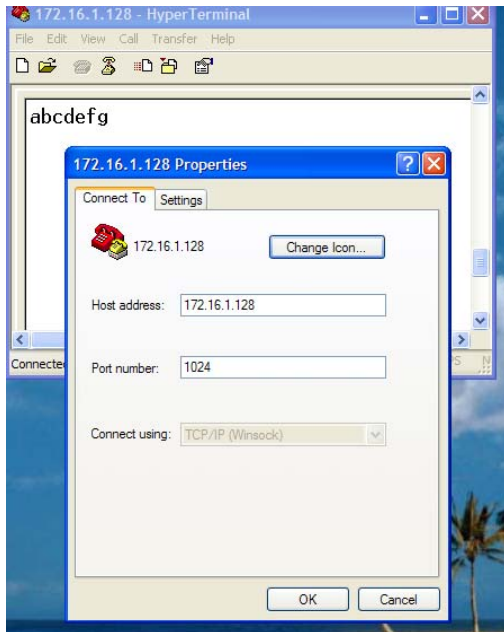 172.16.1.128 - HyperTerminal
File Edit View Call Transfer Help
abcdefg
172.16.1.128 Properties
Connect To Settings
172.16.1.128 Change Icon...
Host address: 172.16.1.128
Connecte
Port number: 1024
Connect using: TCP/IP (Winsock)
OK Cancel